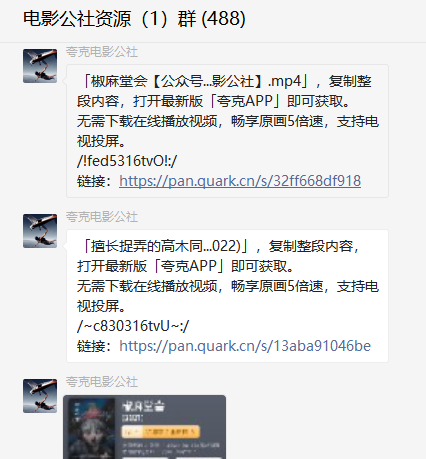 电影公社资源（1）群 (488)
夸克电影公社
「椒麻堂会【公众号...影公社】.mp4」，复制整
段内容，打开最新版「夸克APP」即可获取。
无需下载在线播放视频，畅享原画5倍速，支持电
视投屏。
/!fed5316tvO!:/
链接：https://pan.quark.cn/s/32ff668df918
夸克电影公社
「擅长捉弄的高木同...022)」，复制整段内容，
打开最新版「夸克APP」即可获取。
无需下载在线播放视频，畅享原画5倍速，支持电
视投屏。
/~c830316tvU~:/
链接：https://pan.quark.cn/s/13aba91046be
夸克电影公社
椒麻堂会